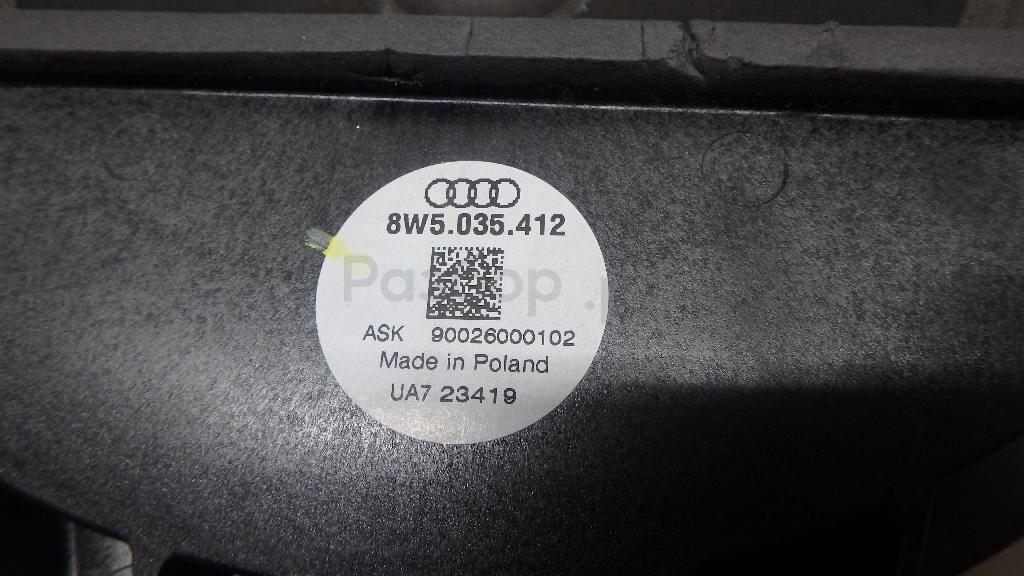 8W5.035.412
ASK 90026000102
Made in Poland
UA7 23419